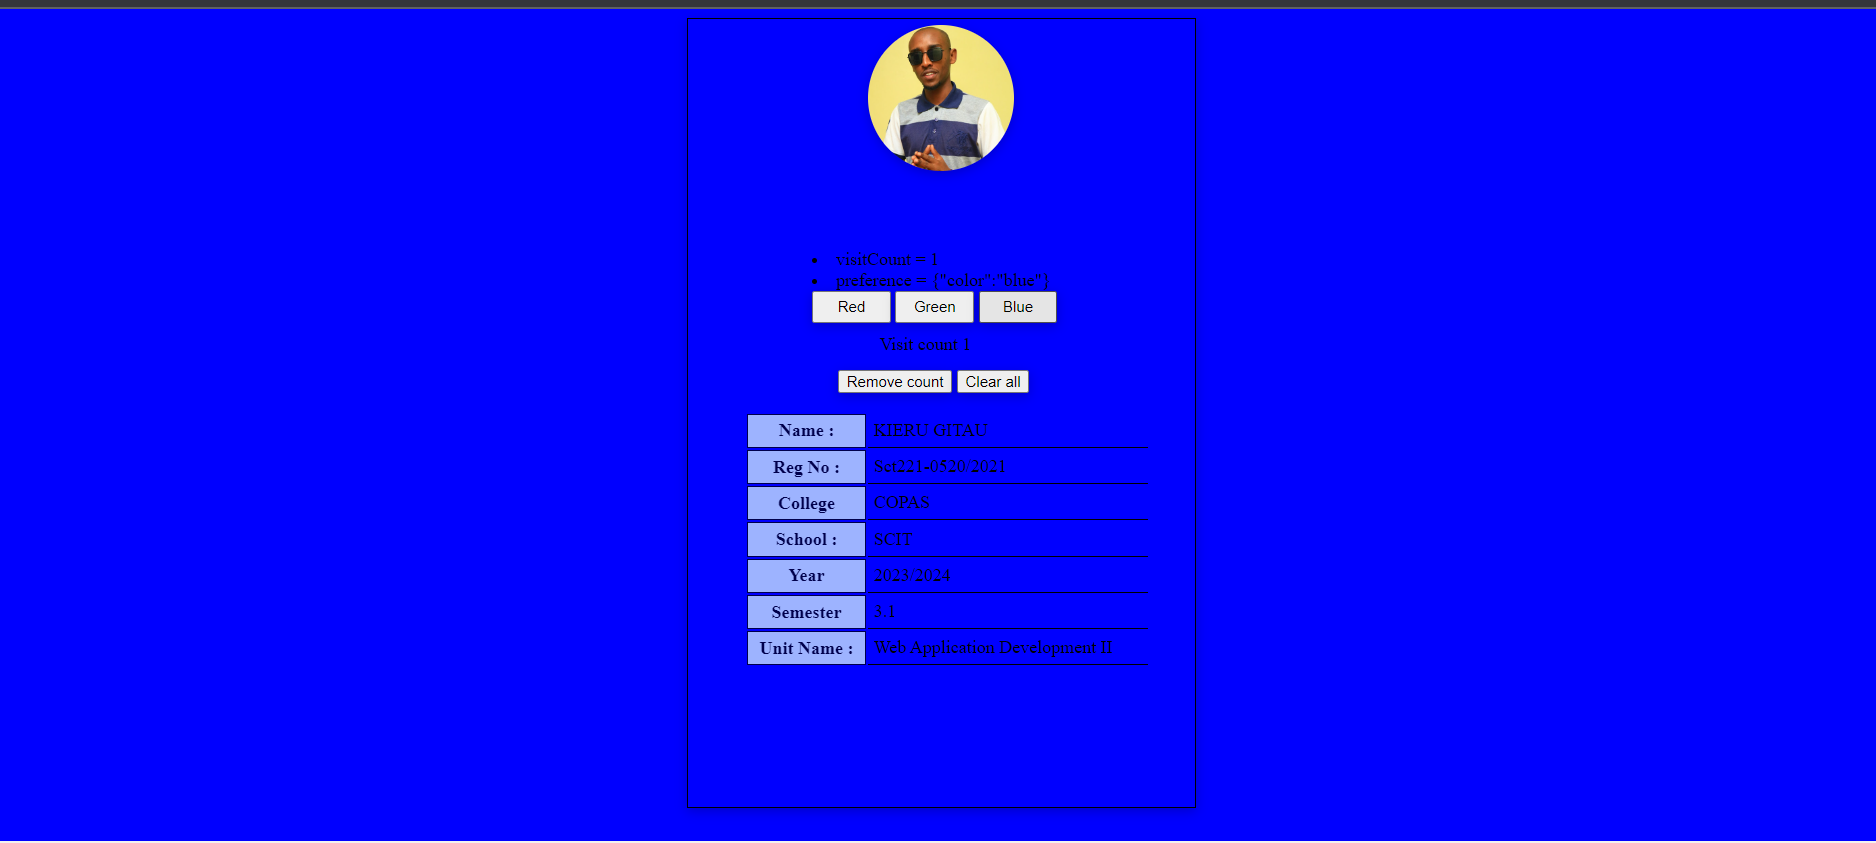 visitCount = 1
preference = {"color":"blue"}
Red Green Blue
Visit count 1
Remove count Clear all
Name : KIERU GITAU
Reg No : Sct221-0520/2021
College COPAS
School : SCIT
Year 2023/2024
Semester 3.1
Unit Name : Web Application Development II